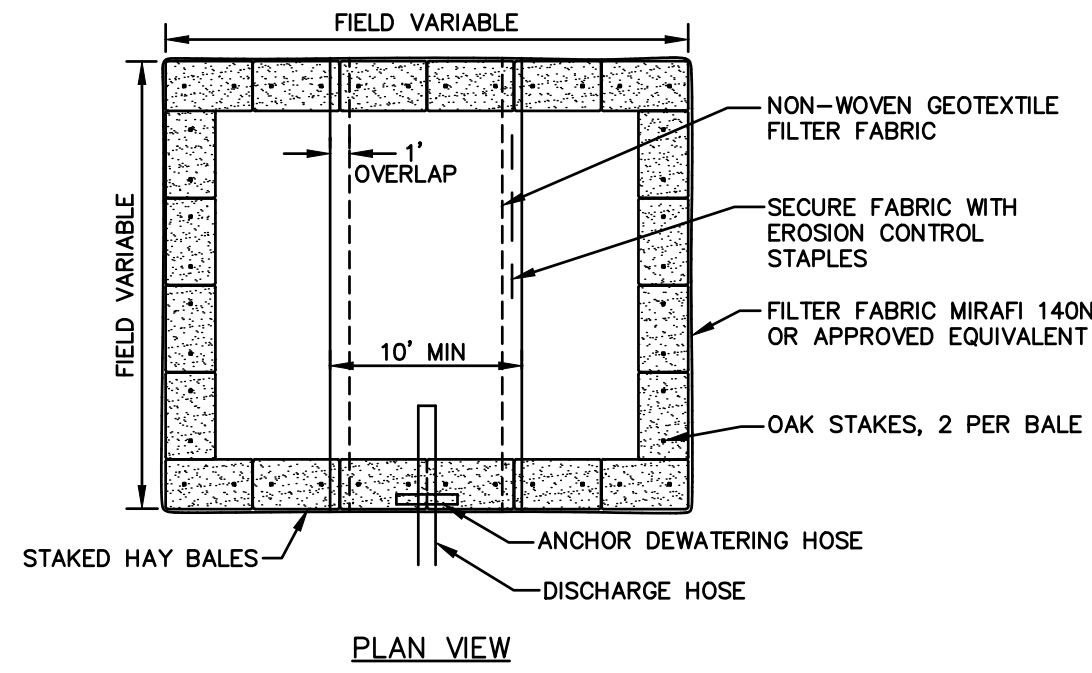 FIELD VARIABLE
NON-WOVEN GEOTEXTILE
FILTER FABRIC
1'
OVERLAP
FIELD VARIABLE
SECURE FABRIC WITH
EROSION CONTROL
STAPLES
FILTER FABRIC MIRAFI 140N
OR APPROVED EQUIVALENT
10' MIN
OAK STAKES, 2 PER BALE
STAKED HAY BALES
ANCHOR DEWATERING HOSE
DISCHARGE HOSE
PLAN VIEW